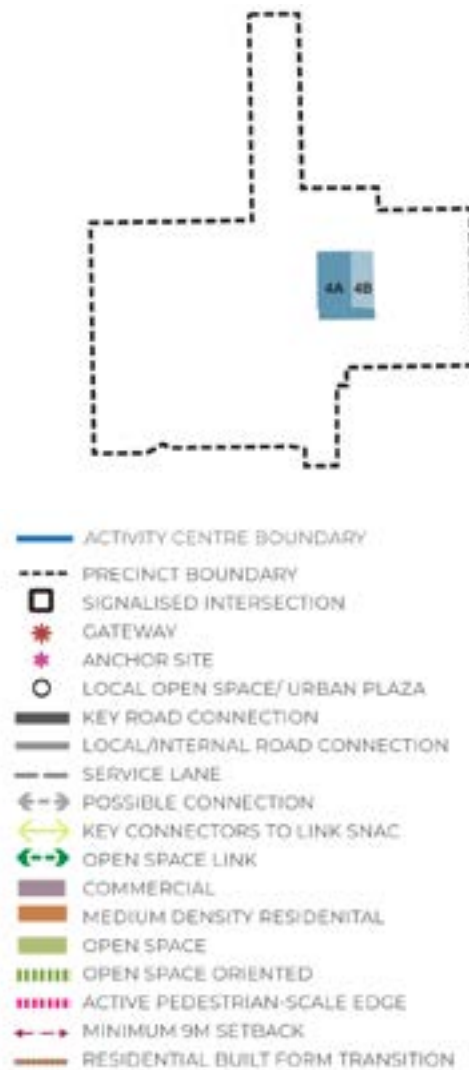 4A 4B
ACTIVITY CENTRE BOUNDARY
PRECINCT BOUNDARY
SIGNALISED INTERSECTION
GATEWAY
ANCHOR SITE
LOCAL OPEN SPACE/ URBAN PLAZA
KEY ROAD CONNECTION
LOCAL/INTERNAL ROAD CONNECTION
SERVICE LANE
POSSIBLE CONNECTION
KEY CONNECTORS TO LINK SNAC
OPEN SPACE LINK
COMMERCIAL
MEDIUM DENSITY RESIDENITAL
OPEN SPACE
OPEN SPACE ORIENTED
ACTIVE PEDESTRIAN-SCALE EDGE
MINIMUM 9M SETBACK
RESIDENTIAL BUILT FORM TRANSITION